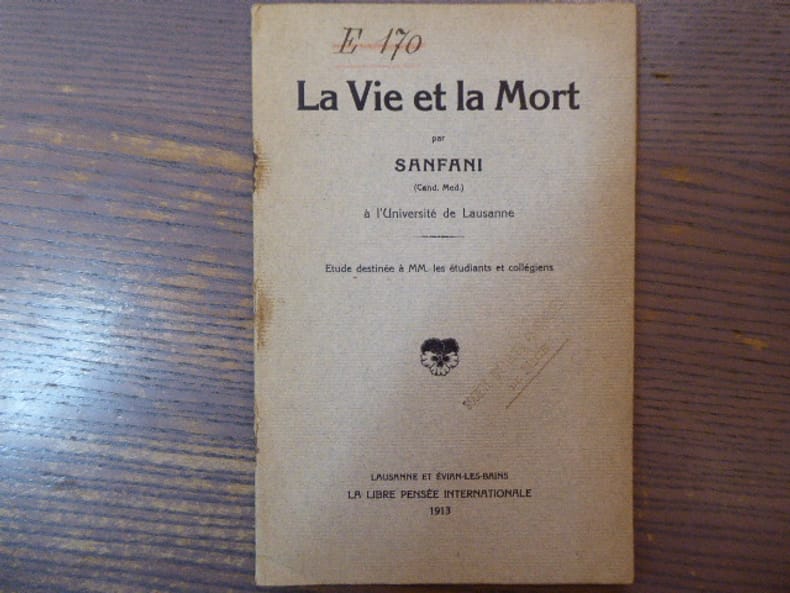 E 170
La Vie et la Mort
par
SANFANI
(Cand. Med.)
à l'Université de Lausanne
Etude destinée à MM. les étudiants et collégiens
LAUSANNE ET ÉVIAN-LES-BAINS
LA LIBRE PENSÉE INTERNATIONALE
1913